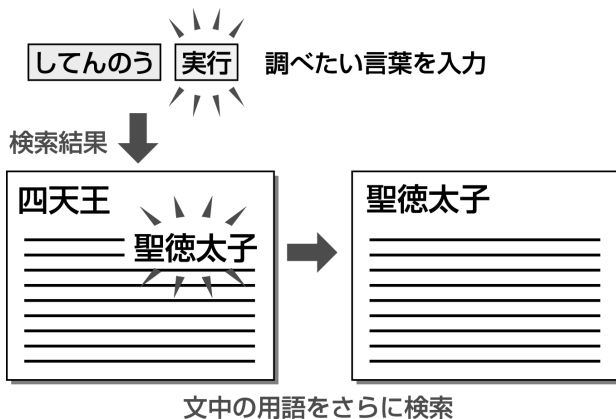 してんのう 実行 調べたい言葉を入力
検索結果
四天王
聖徳太子
聖徳太子
文中の用語をさらに検索